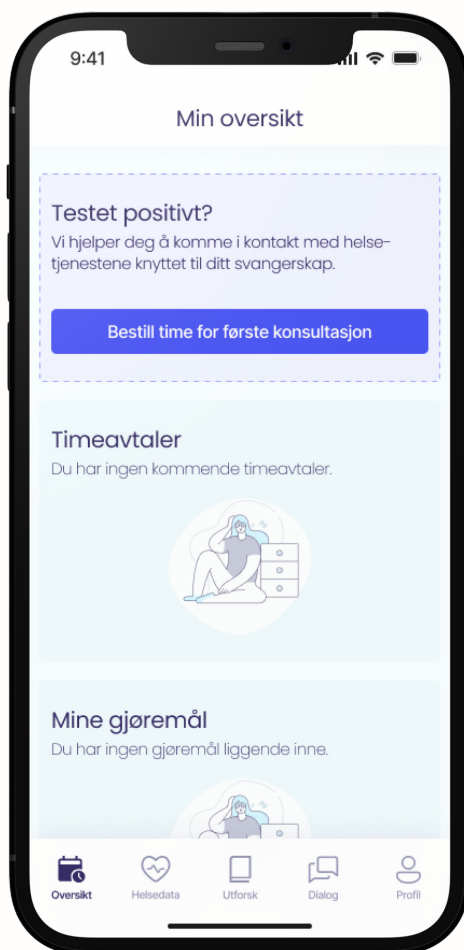 9:41
Min oversikt
Testet positivt?
Vi hjelper deg å komme i kontakt med helse-
tjenestene knyttet til ditt svangerskap.
Bestill time for første konsultasjon
Timeavtaler
Du har ingen kommende timeavtaler.
Mine gjøremål
Du har ingen gjøremål liggende inne.
Oversikt
Helsedata
Utforsk
Dialog
Profil